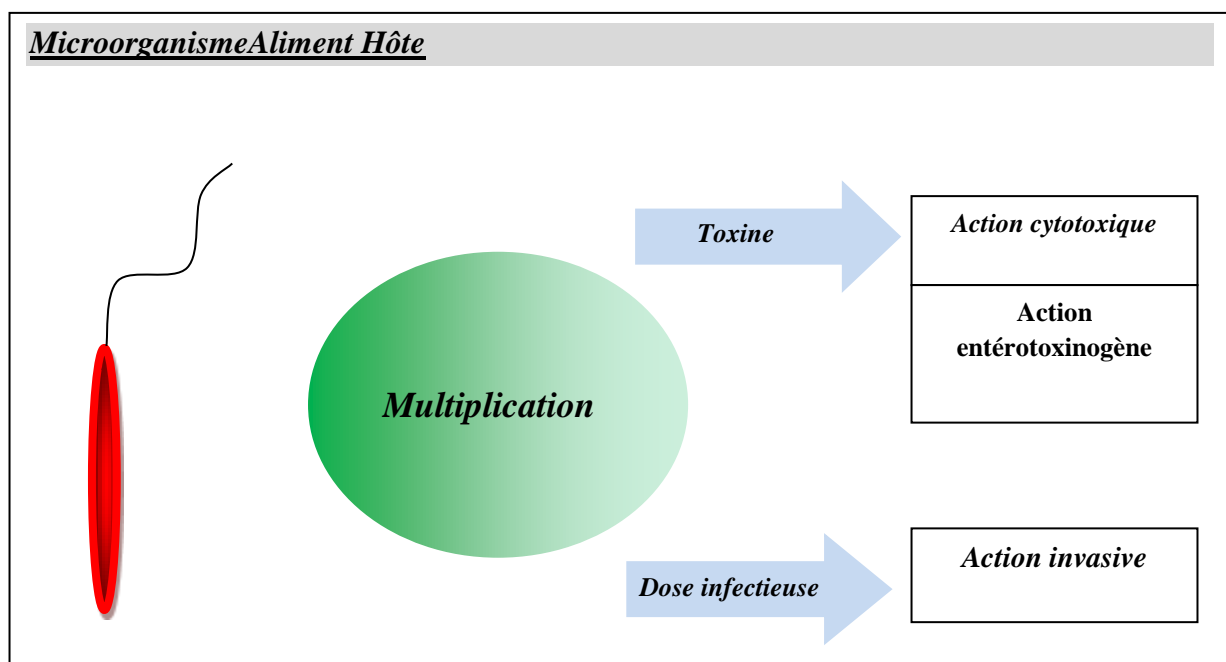 MicroorganismeAliment Hôte
Toxine
Action cytotoxique
Action
entérotoxinogène
Multiplication
Dose infectieuse
Action invasive